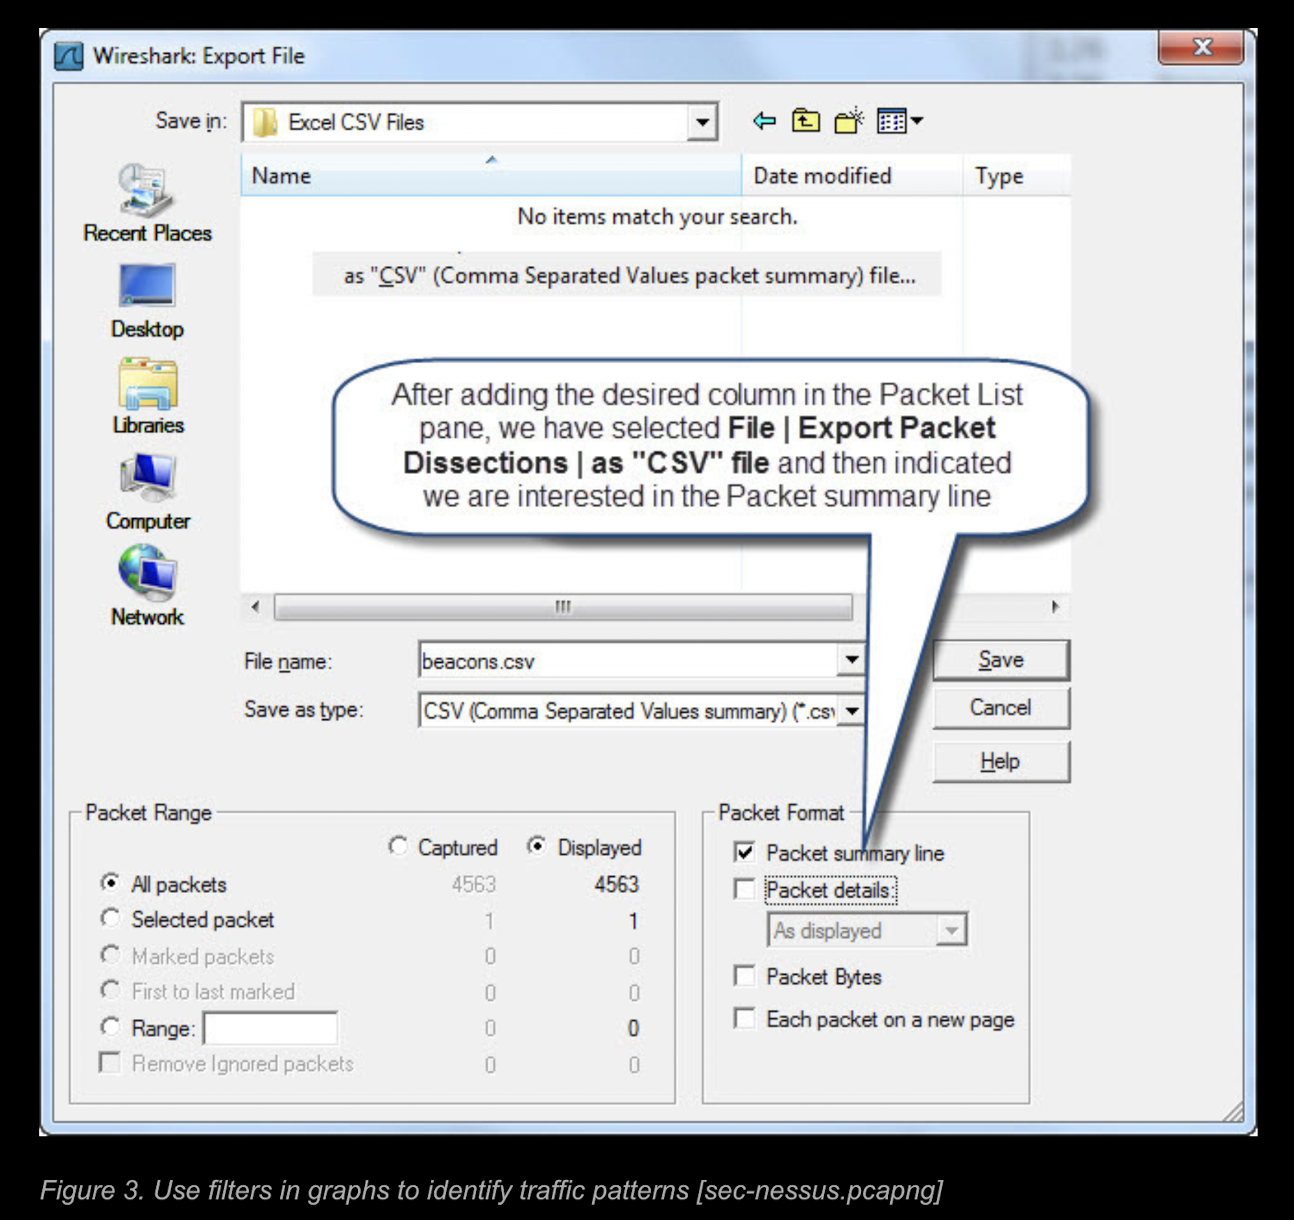 Wireshark: Export File
Save in:
Excel CSV Files
Name
Date modified
Type
No items match your search.
as "CSV" (Comma Separated Values packet summary) file...
Recent Places
Desktop
Libraries
Computer
Network
After adding the desired column in the Packet List
pane, we have selected File | Export Packet
Dissections | as "CSV" file and then indicated
we are interested in the Packet summary line
File name:
beacons.csv
Save
Save as type:
CSV (Comma Separated Values summary) (*.csv
Cancel
Help
Packet Range
Captured
Displayed
All packets 4563 4563
Selected packet 1 1
Marked packets 0 0
First to last marked 0 0
Range: 0 0
Remove Ignored packets 0 0
Packet Format
Packet summary line
Packet details:
As displayed
Packet Bytes
Each packet on a new page
Figure 3. Use filters in graphs to identify traffic patterns [sec-nessus.pcapng]